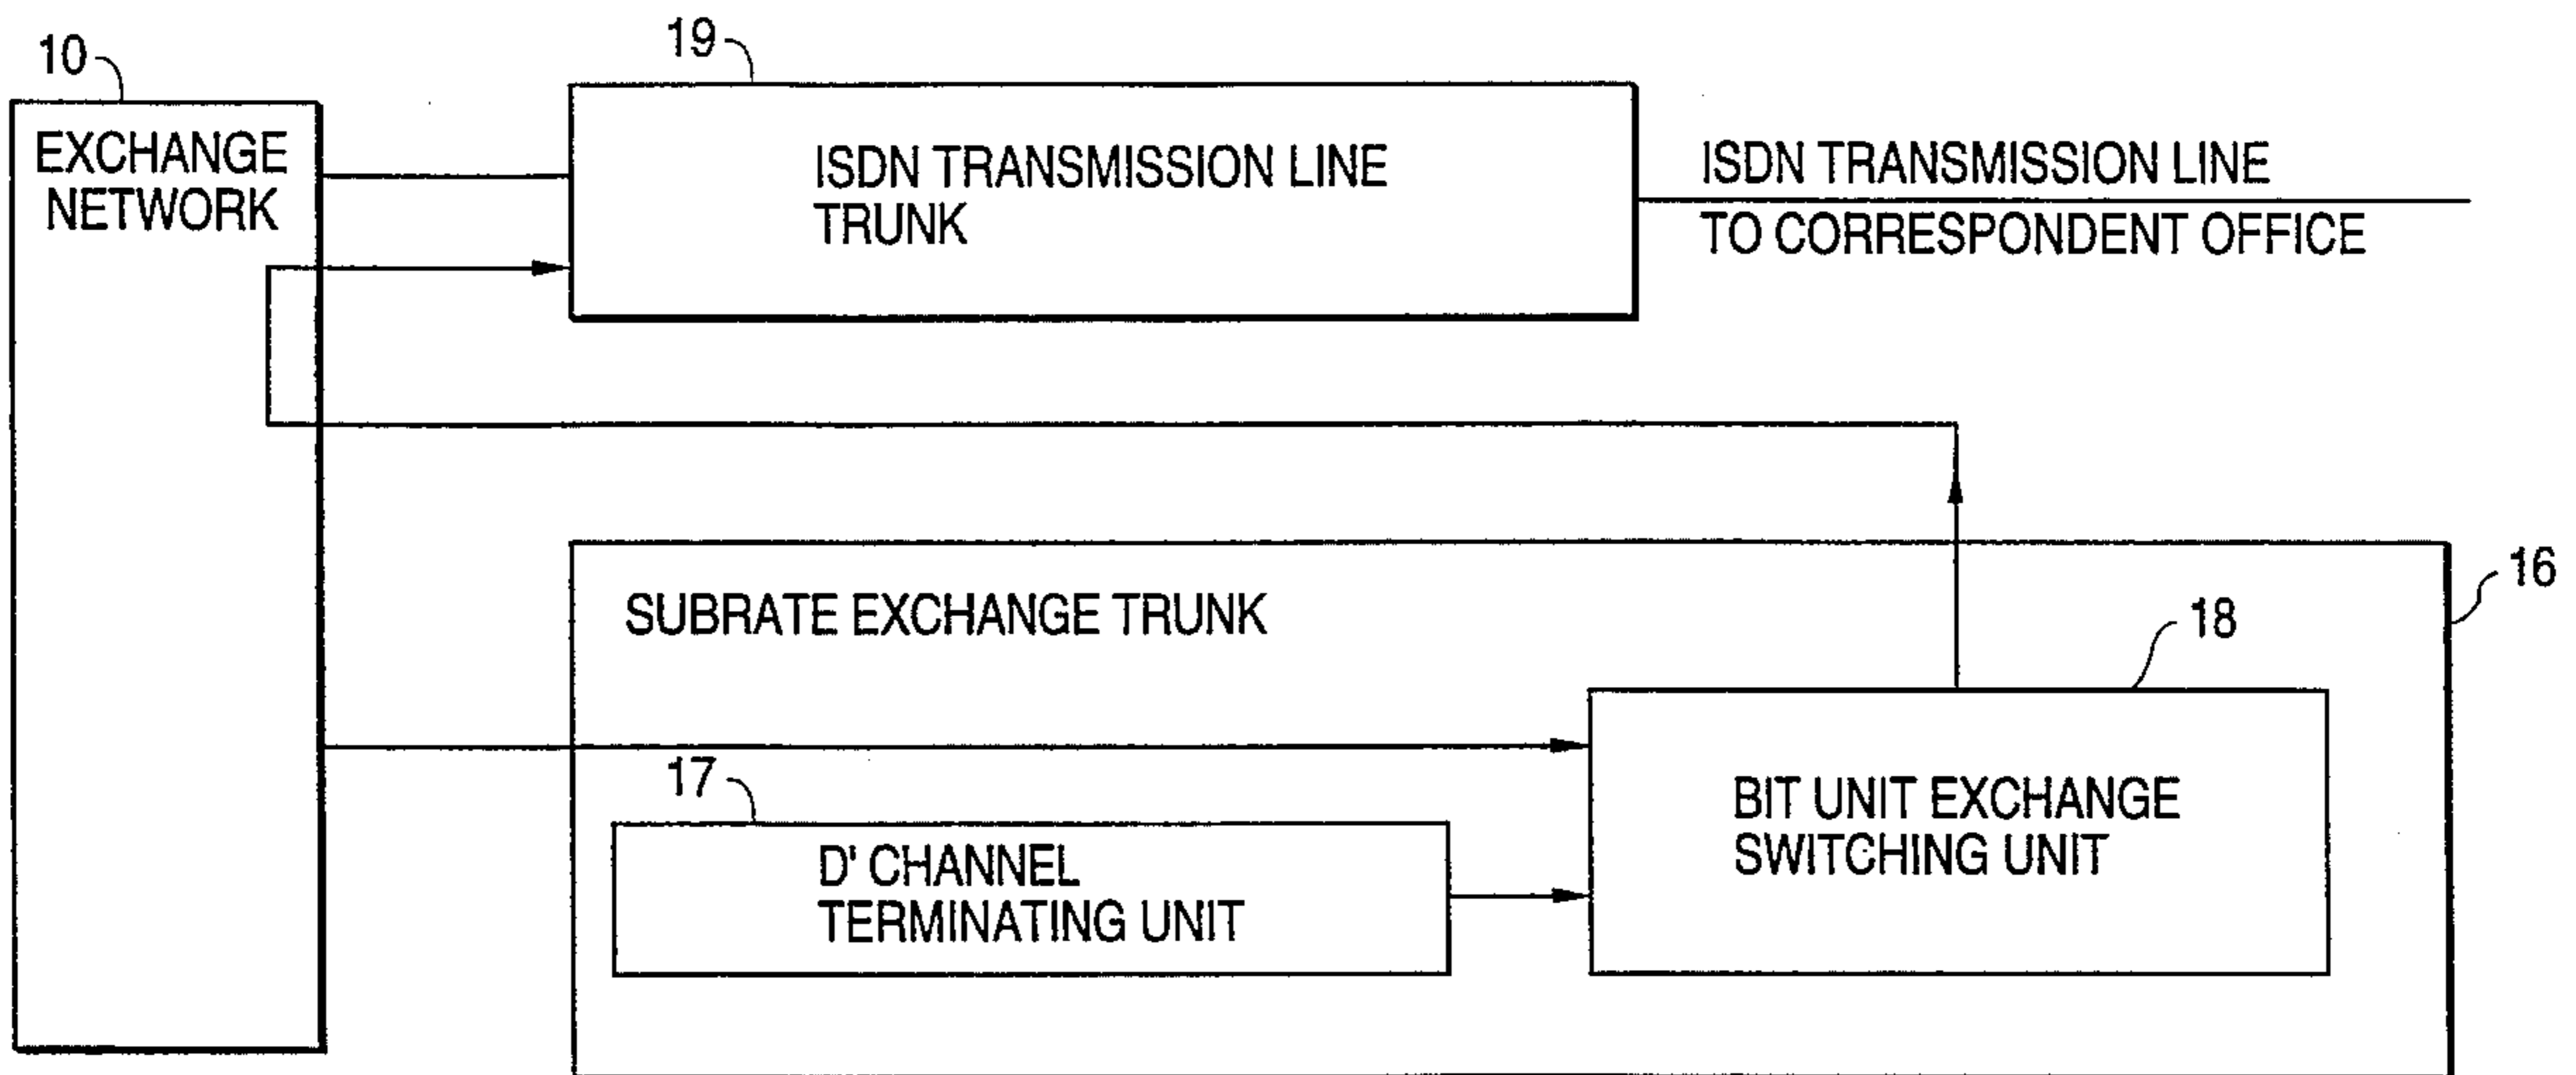 10
19
EXCHANGE
NETWORK
ISDN TRANSMISSION LINE
TRUNK
ISDN TRANSMISSION LINE
TO CORRESPONDENT OFFICE
16
SUBRATE EXCHANGE TRUNK
18
17
BIT UNIT EXCHANGE
SWITCHING UNIT
D' CHANNEL
TERMINATING UNIT